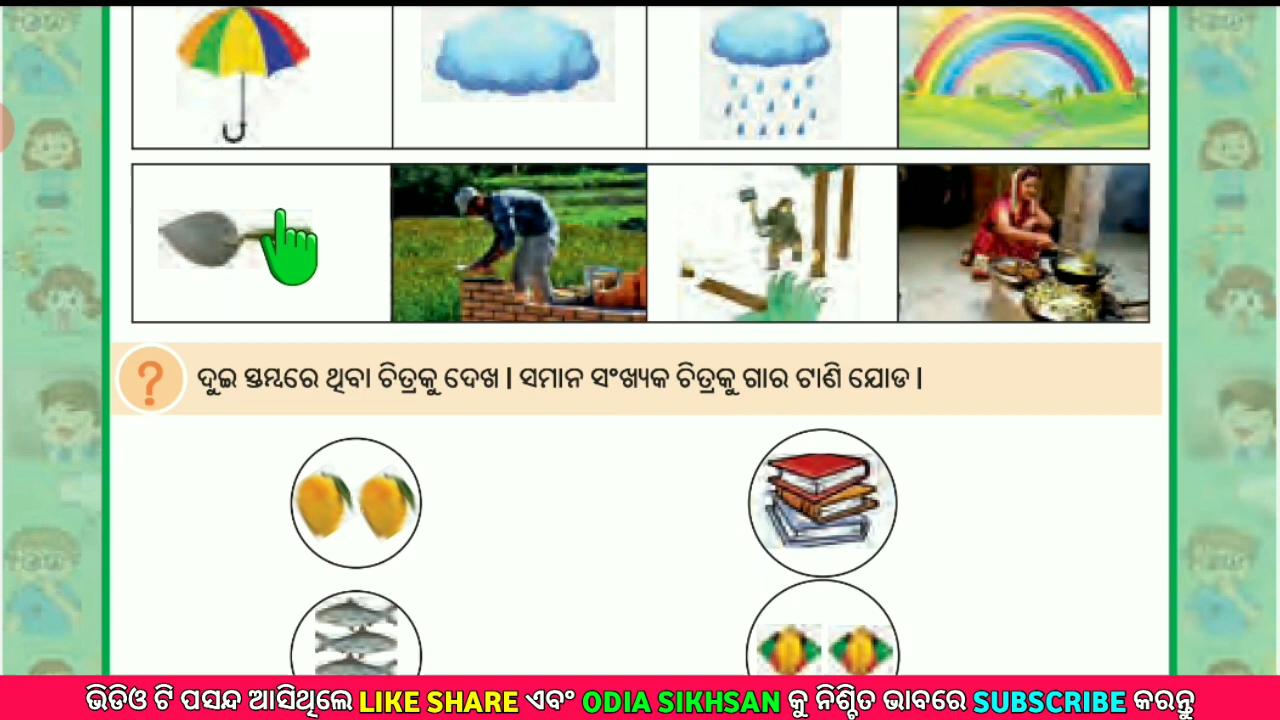 ଦୁଇ ସ୍ତମ୍ଭରେ ଥିବା ଚିତ୍ରକୁ ଦେଖ । ସମାନ ସଂଖ୍ୟକ ଚିତ୍ରକୁ ଗାର ଟାଣି ଯୋଡ ।
ଭିଡିଓ ଟି ପସନ୍ଦ ଆସିଥିଲେ LIKE SHARE ଏବଂ ODIA SIKHSAN କୁ ନିଶ୍ଚିତ ଭାବରେ SUBSCRIBE କରନ୍ତୁ